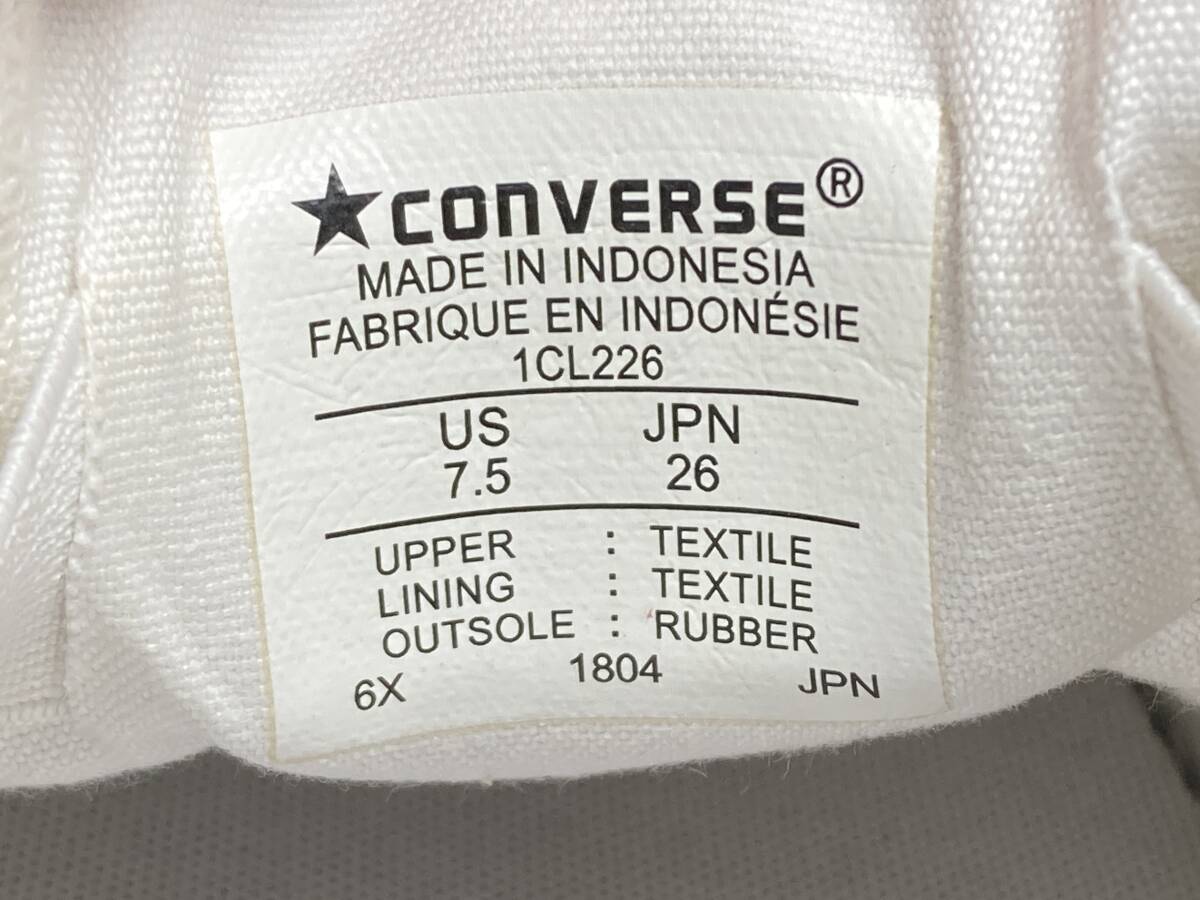 ★CONVERSE®
MADE IN INDONESIA
FABRIQUE EN INDONÉSIE
1CL226
US JPN
7.5 26
UPPER : TEXTILE
LINING : TEXTILE
OUTSOLE : RUBBER
6X 1804 JPN